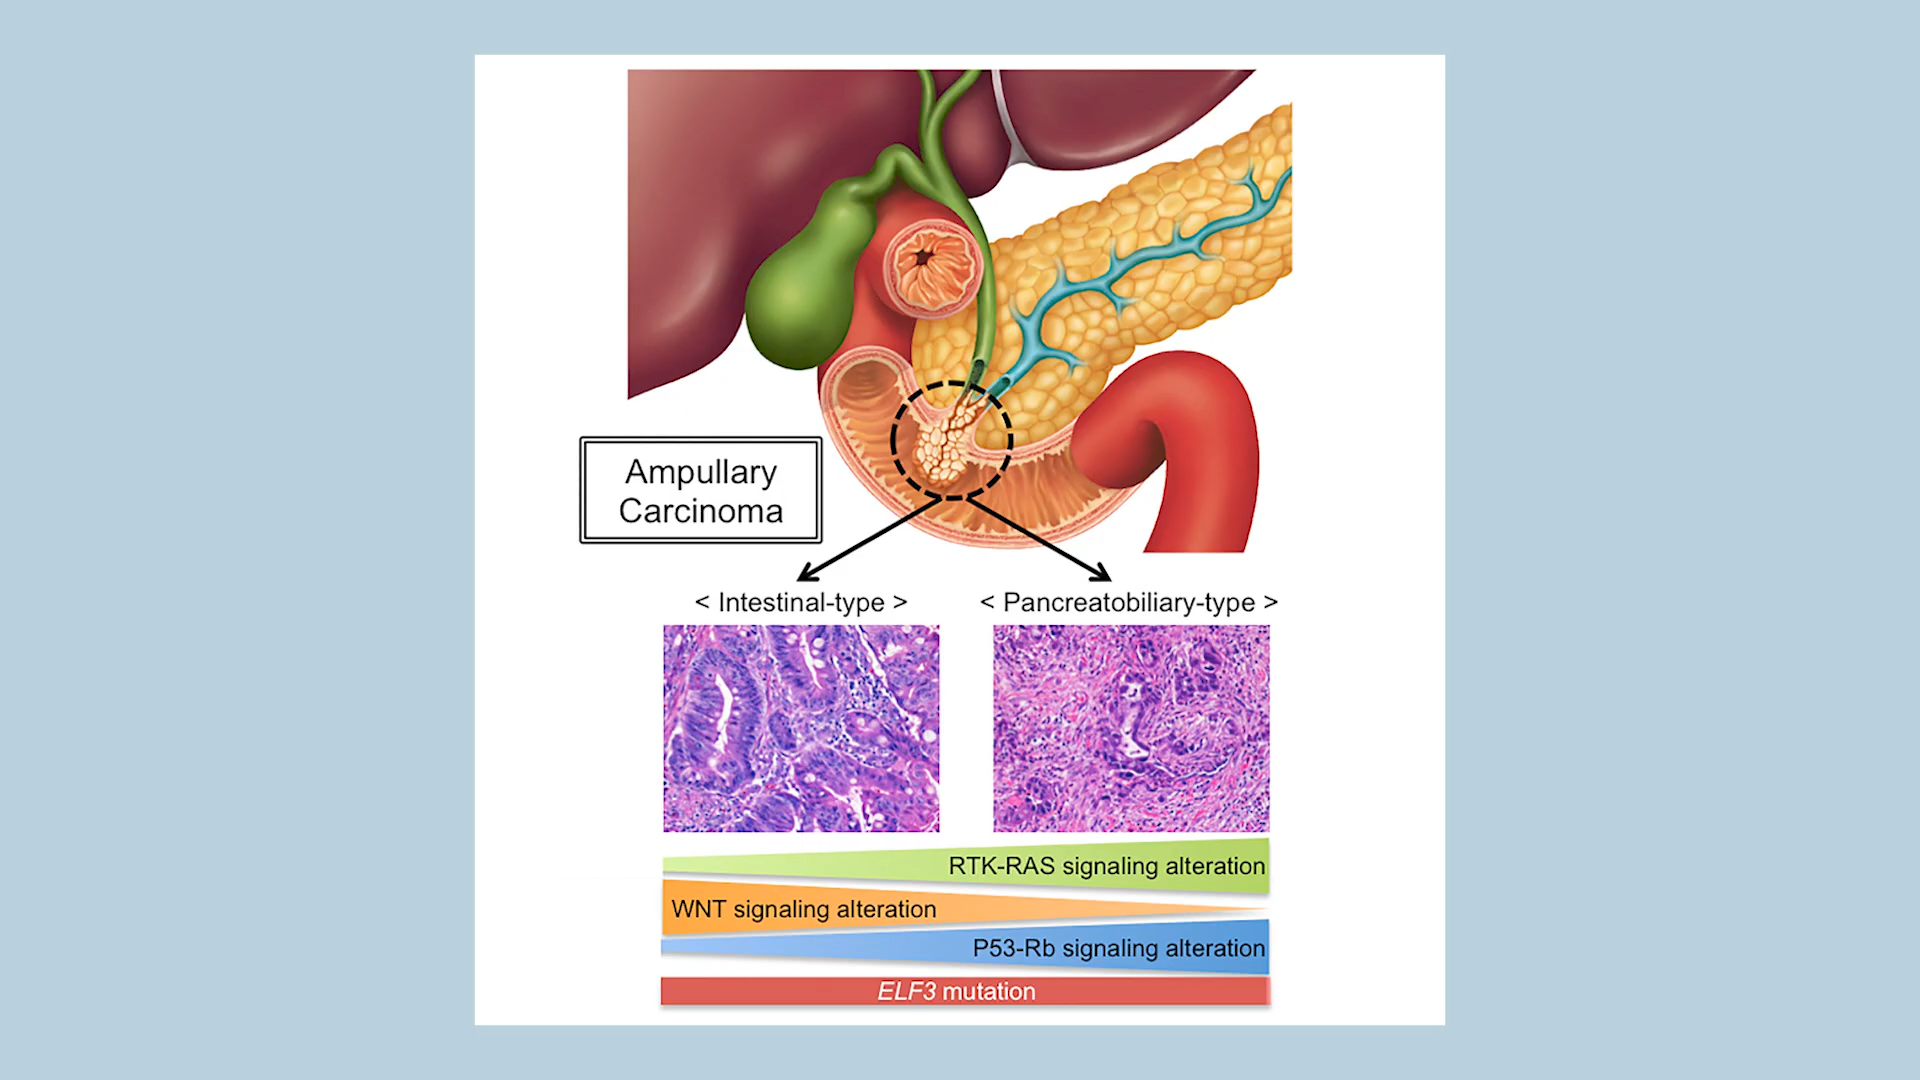 Ampullary
Carcinoma
< Intestinal-type >
< Pancreatobiliary-type >
RTK-RAS signaling alteration
WNT signaling alteration
P53-Rb signaling alteration
ELF3 mutation